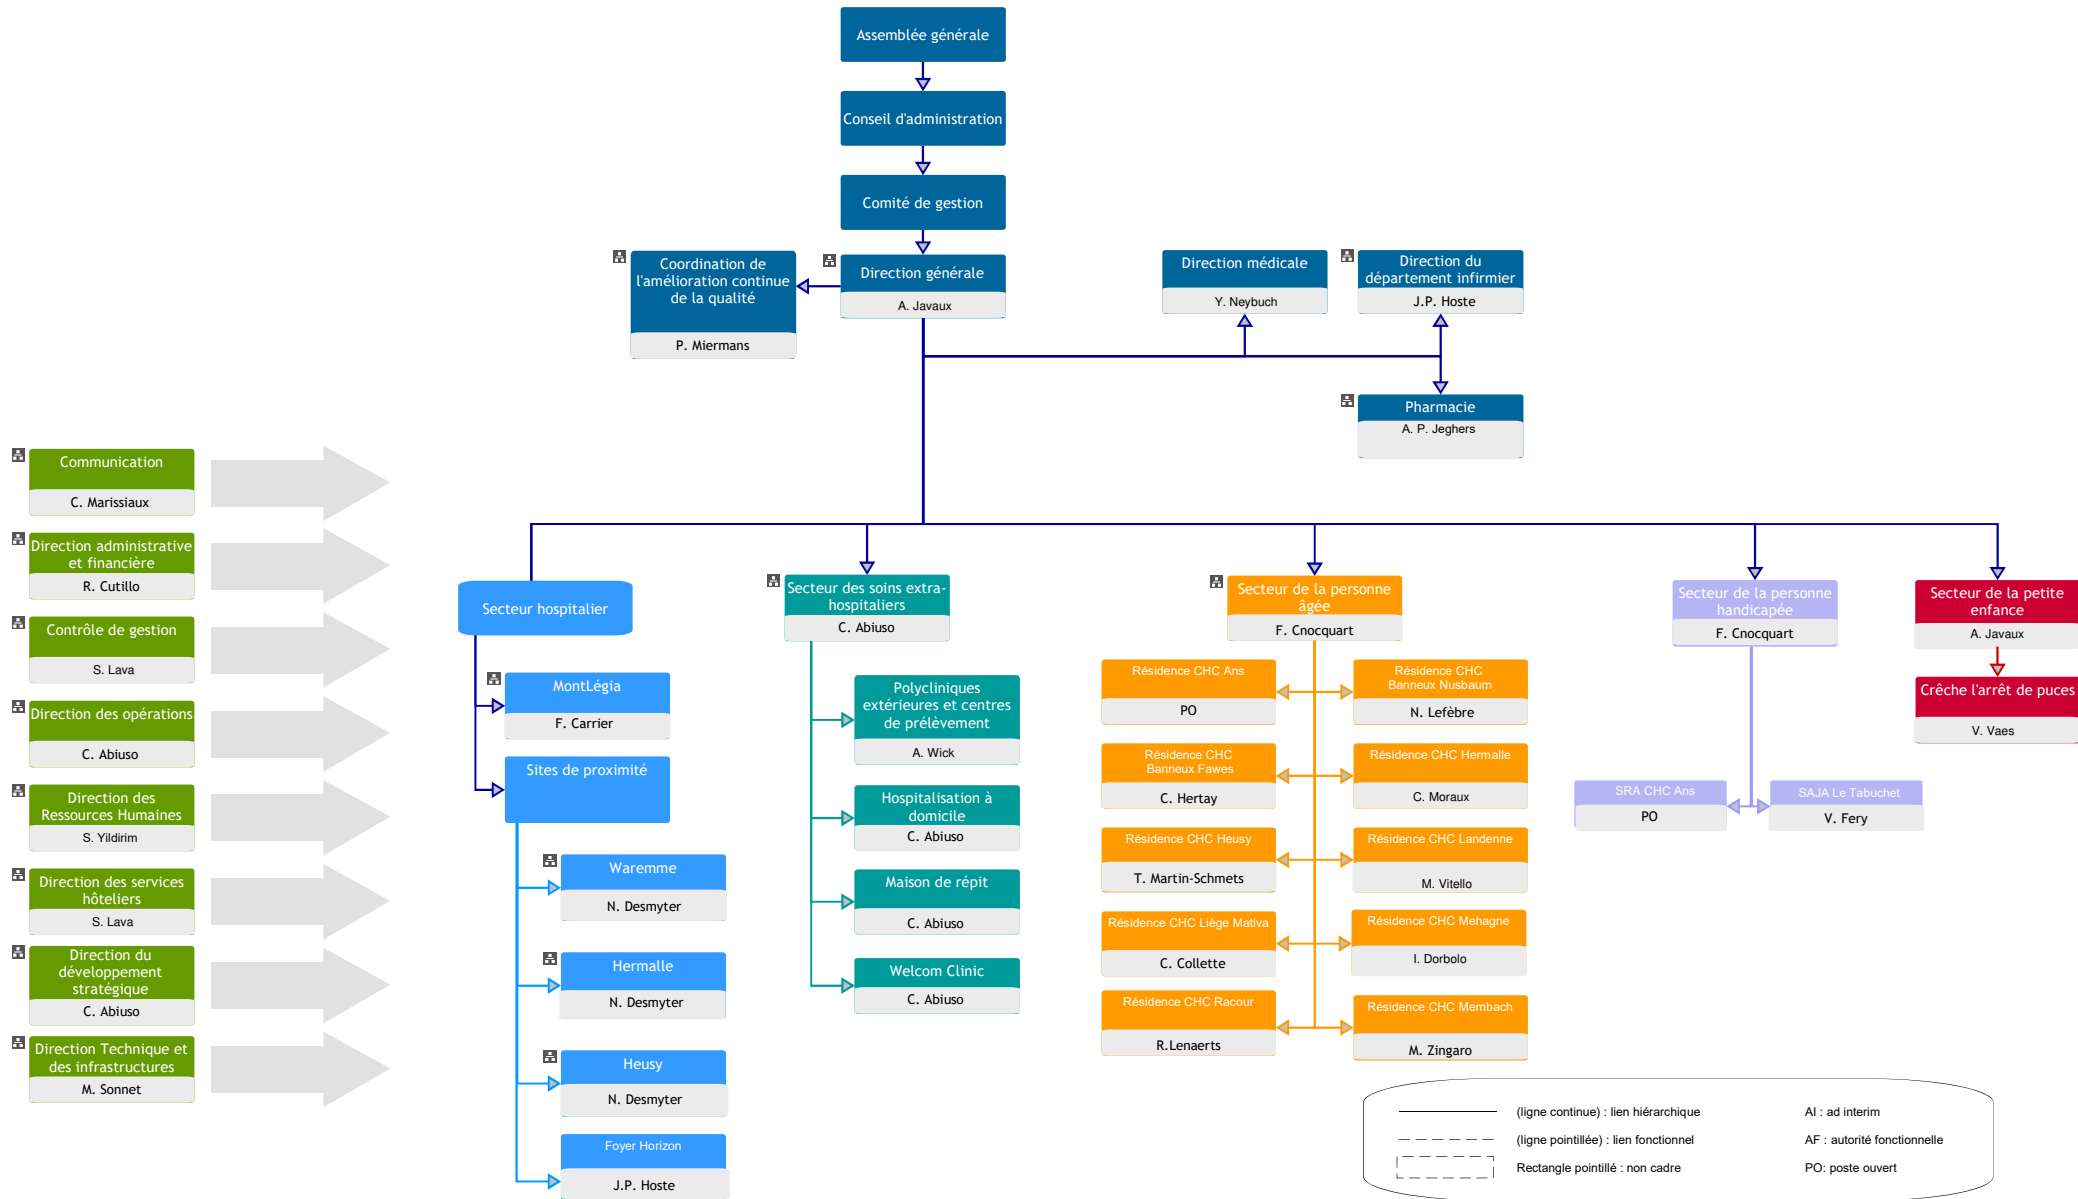 Assemblée générale
Conseil d'administration
Comité de gestion
Direction générale
A. Javaux
Coordination de
l'amélioration continue
de la qualité
P. Miermans
Direction médicale
Y. Neybuch
Direction du
département infirmier
J.P. Hoste
Pharmacie
A. P. Jeghers
Communication
C. Marissiaux
Direction administrative
et financière
R. Cutillo
Contrôle de gestion
S. Lava
Direction des opérations
C. Abiuso
Direction des
Ressources Humaines
S. Yildirim
Direction des services
hôteliers
S. Lava
Direction du
développement
stratégique
C. Abiuso
Direction Technique et
des infrastructures
M. Sonnet
Secteur hospitalier
MontLégia
F. Carrier
Sites de proximité
Waremme
N. Desmyter
Hermalle
N. Desmyter
Heusy
N. Desmyter
Foyer Horizon
J.P. Hoste
Secteur des soins extra-
hospitaliers
C. Abiuso
Polycliniques
extérieures et centres
de prélèvement
A. Wick
Hospitalisation à
domicile
C. Abiuso
Maison de répit
C. Abiuso
Welcom Clinic
C. Abiuso
Secteur de la personne
âgée
F. Cnocquart
Résidence CHC Ans
PO
Résidence CHC
Banneux Nusbaum
N. Lefèbre
Résidence CHC
Banneux Fawes
C. Hertay
Résidence CHC Hermalle
C. Moraux
Résidence CHC Heusy
T. Martin-Schmets
Résidence CHC Landenne
M. Vitello
Résidence CHC Liège Mativa
C. Collette
Résidence CHC Mehagne
I. Dorbolo
Résidence CHC Racour
R.Lenaerts
Résidence CHC Membach
M. Zingaro
Secteur de la personne
handicapée
F. Cnocquart
SRA CHC Ans
PO
SAJA Le Tabuchet
V. Fery
Secteur de la petite
enfance
A. Javaux
Crêche l'arrêt de puces
V. Vaes
(ligne continue) : lien hiérarchique
AI : ad interim
(ligne pointillée) : lien fonctionnel
AF : autorité fonctionnelle
Rectangle pointillé : non cadre
PO: poste ouvert